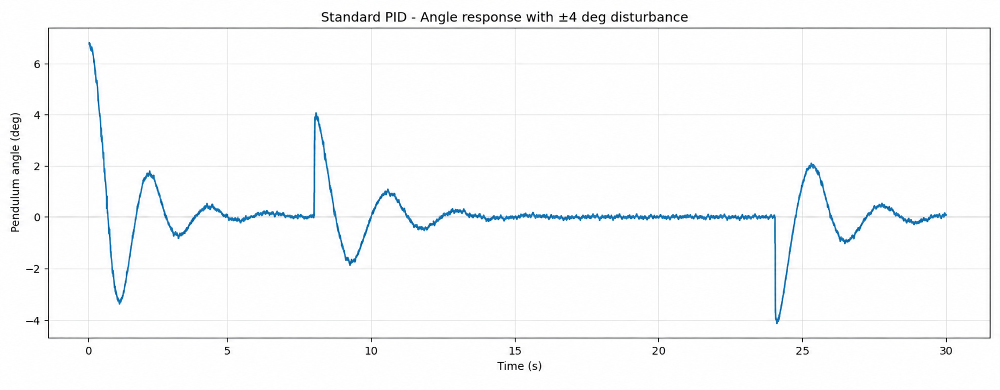 Standard PID - Angle response with ±4 deg disturbance
Pendulum angle (deg)
6
4
2
0
−2
−4
0 5 10 15 20 25 30
Time (s)